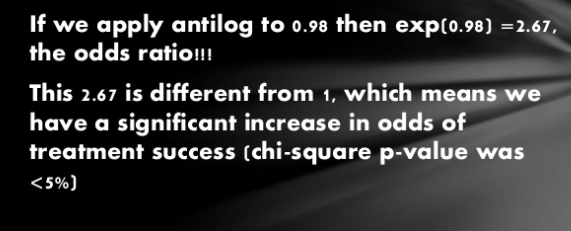 If we apply antilog to 0.98 then exp(0.98) =2.67,
the odds ratio!!!
This 2.67 is different from 1, which means we
have a significant increase in odds of
treatment success (chi-square p-value was
<5%)